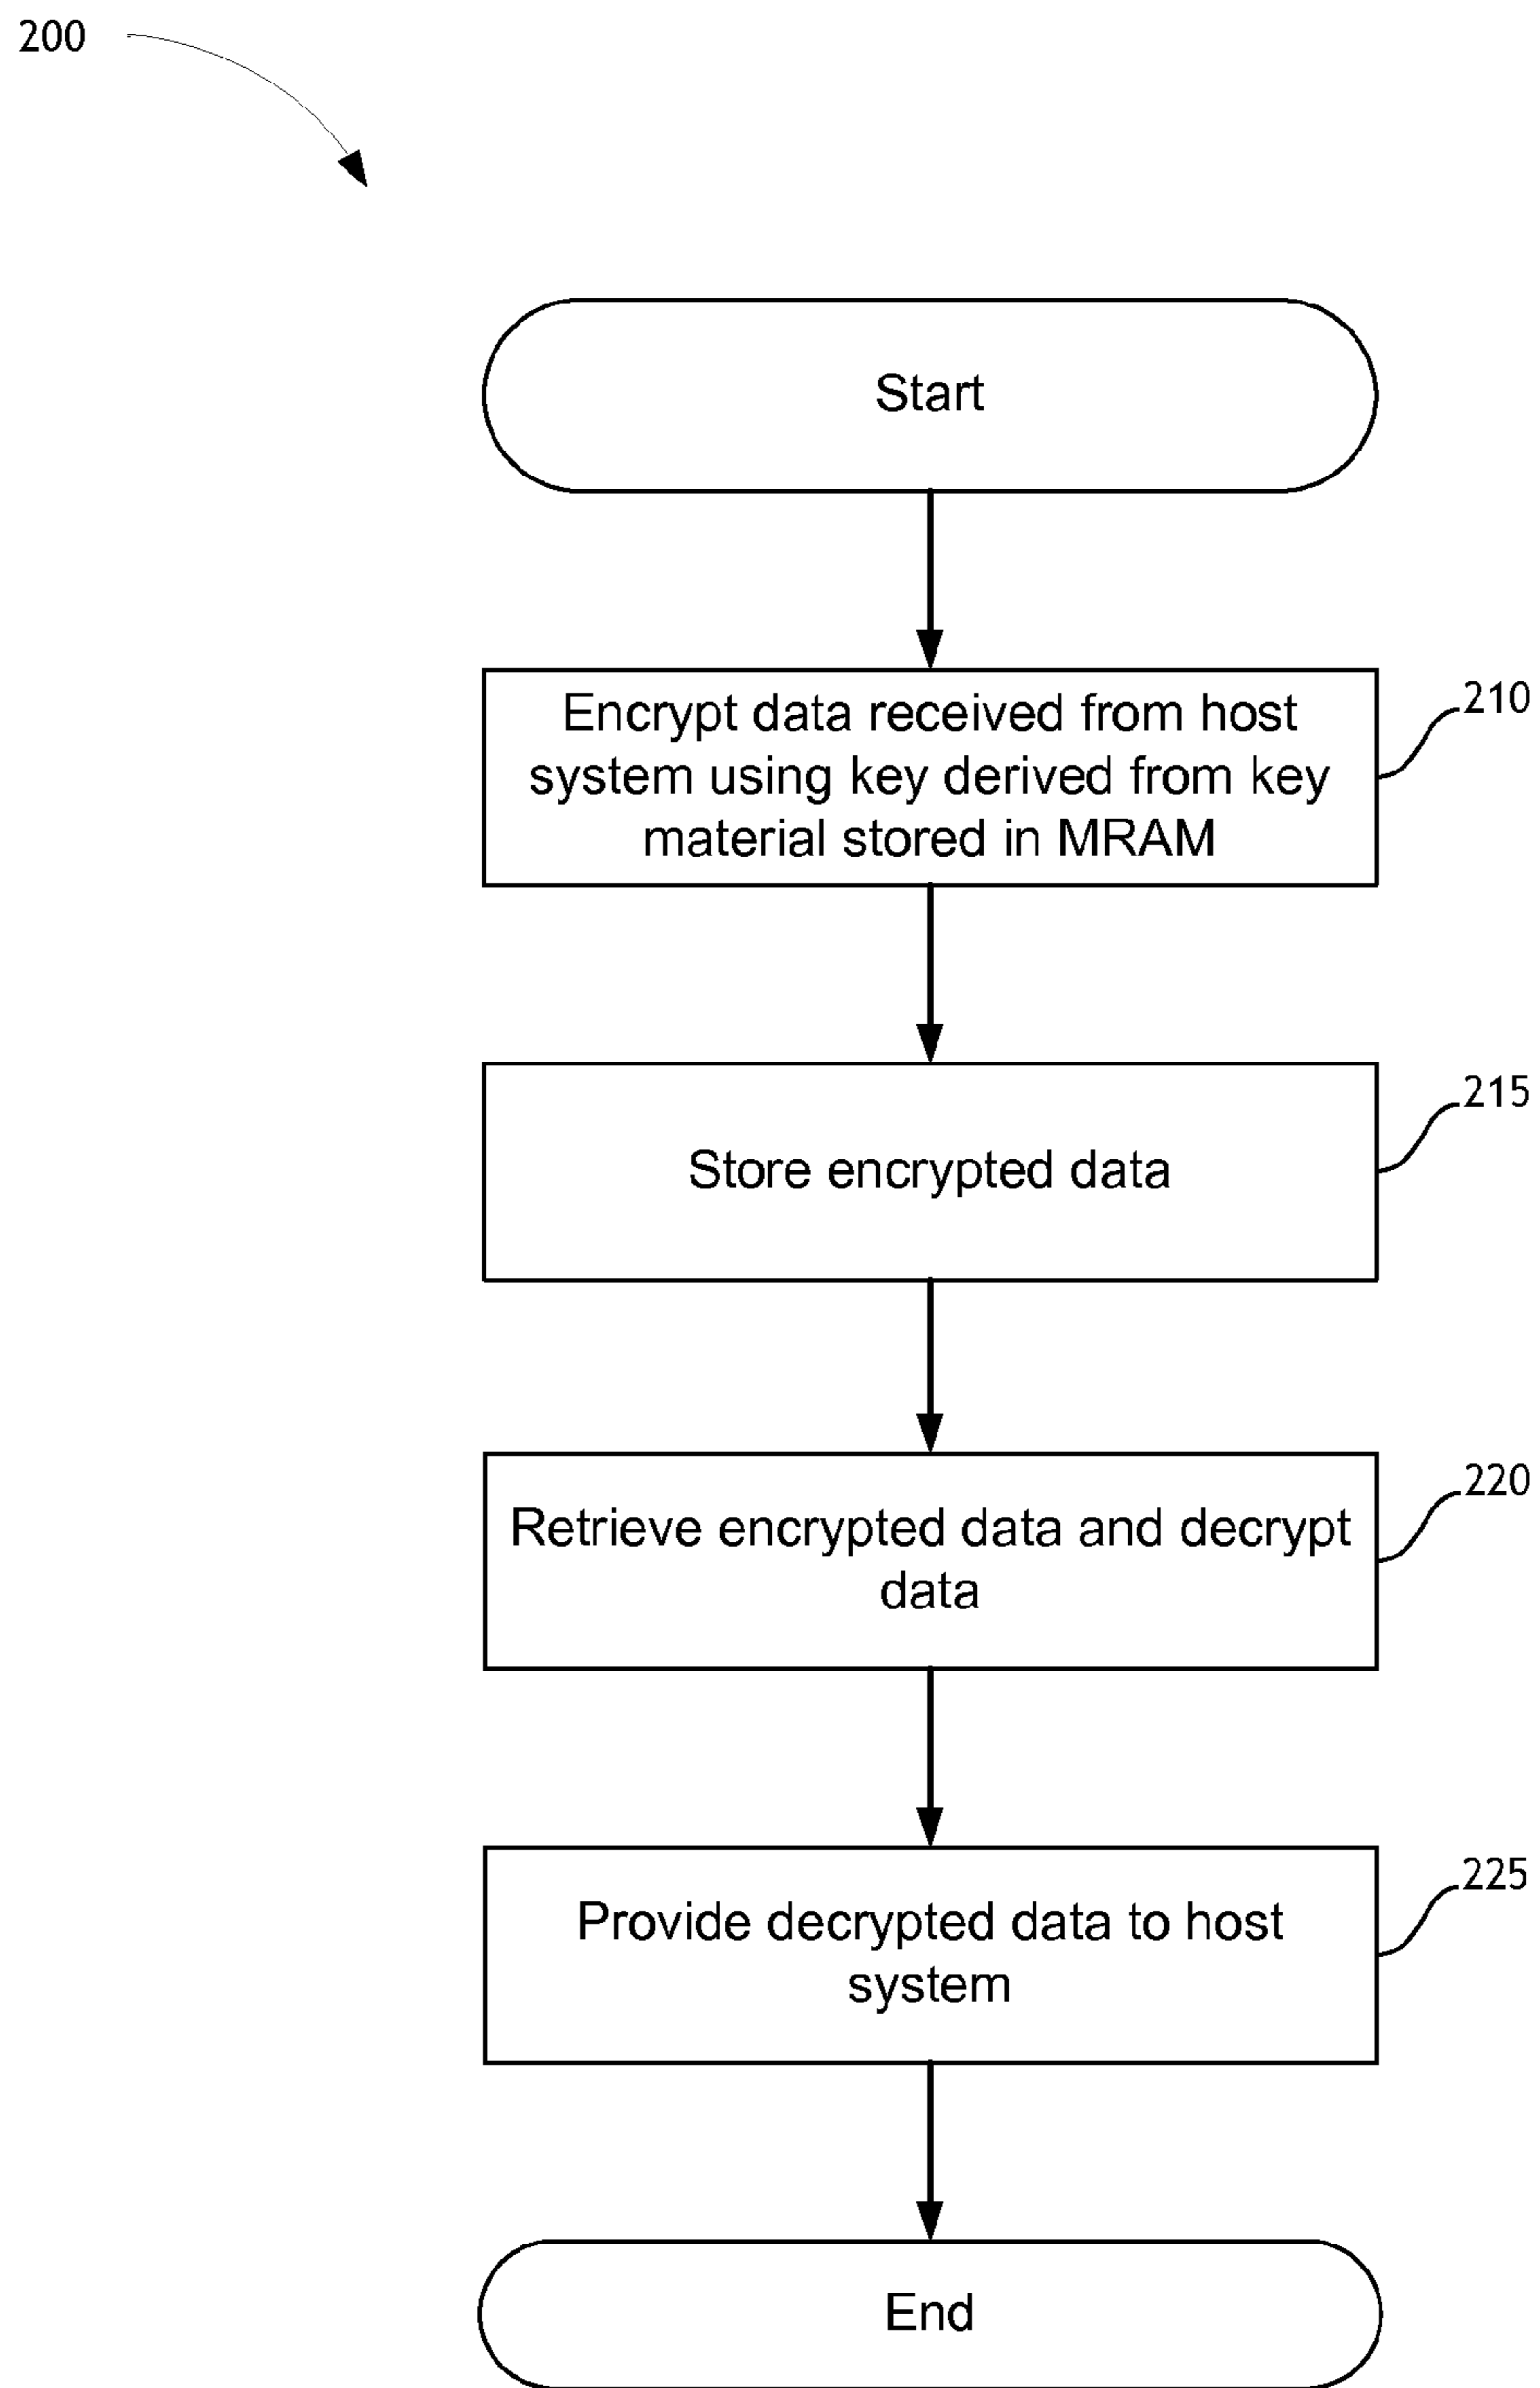 200
Start
Encrypt data received from host
system using key derived from key
material stored in MRAM
210
Store encrypted data
215
Retrieve encrypted data and decrypt
data
220
Provide decrypted data to host
system
225
End